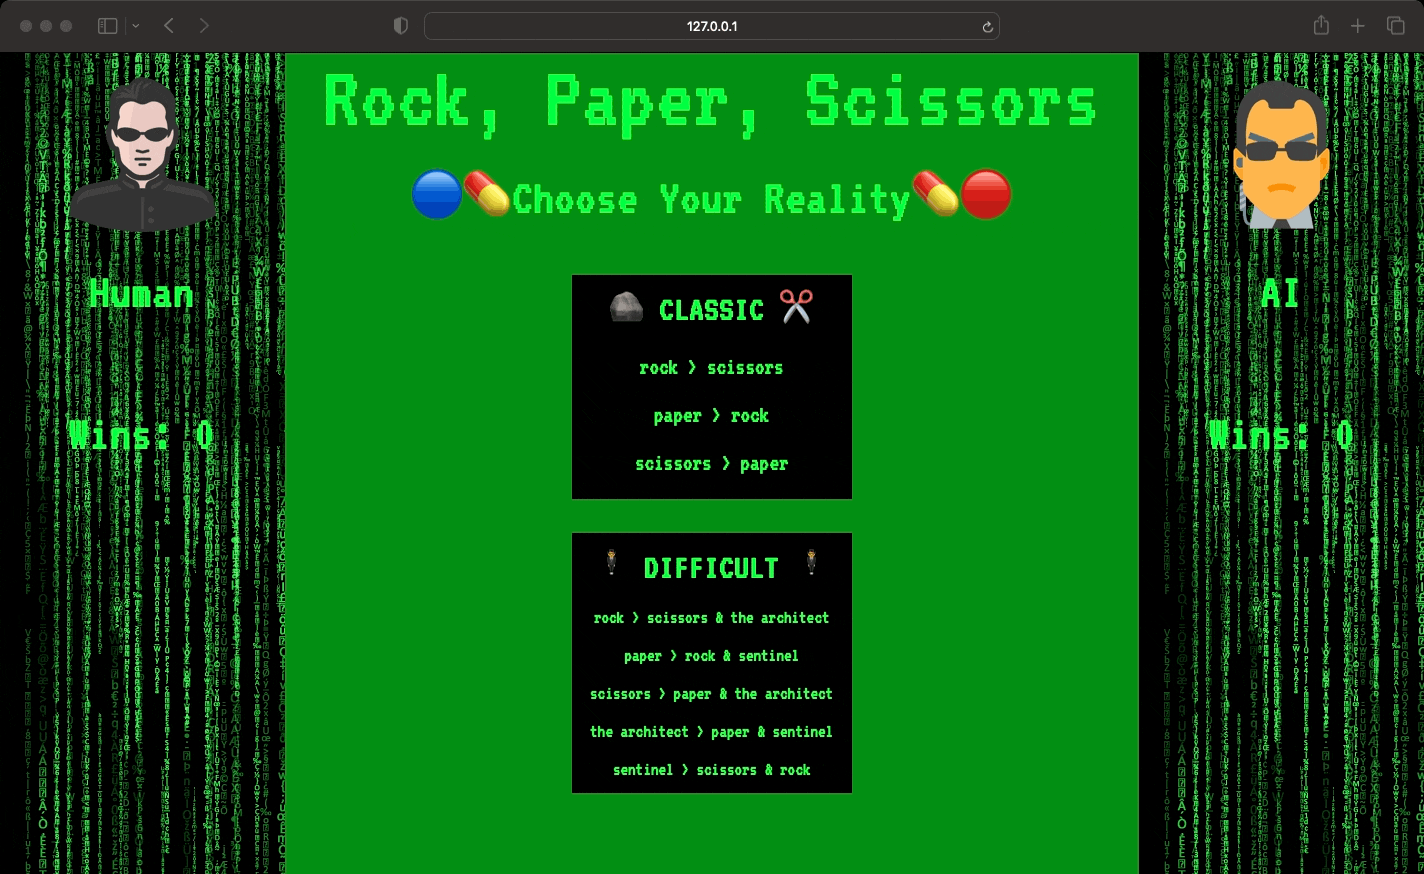 127.0.0.1
Rock, Paper, Scissors
Choose Your Reality
Human
Wins: 0
AI
Wins: 0
CLASSIC
rock > scissors
paper > rock
scissors > paper
DIFFICULT
rock > scissors & the architect
paper > rock & sentinel
scissors > paper & the architect
the architect > paper & sentinel
sentinel > scissors & rock